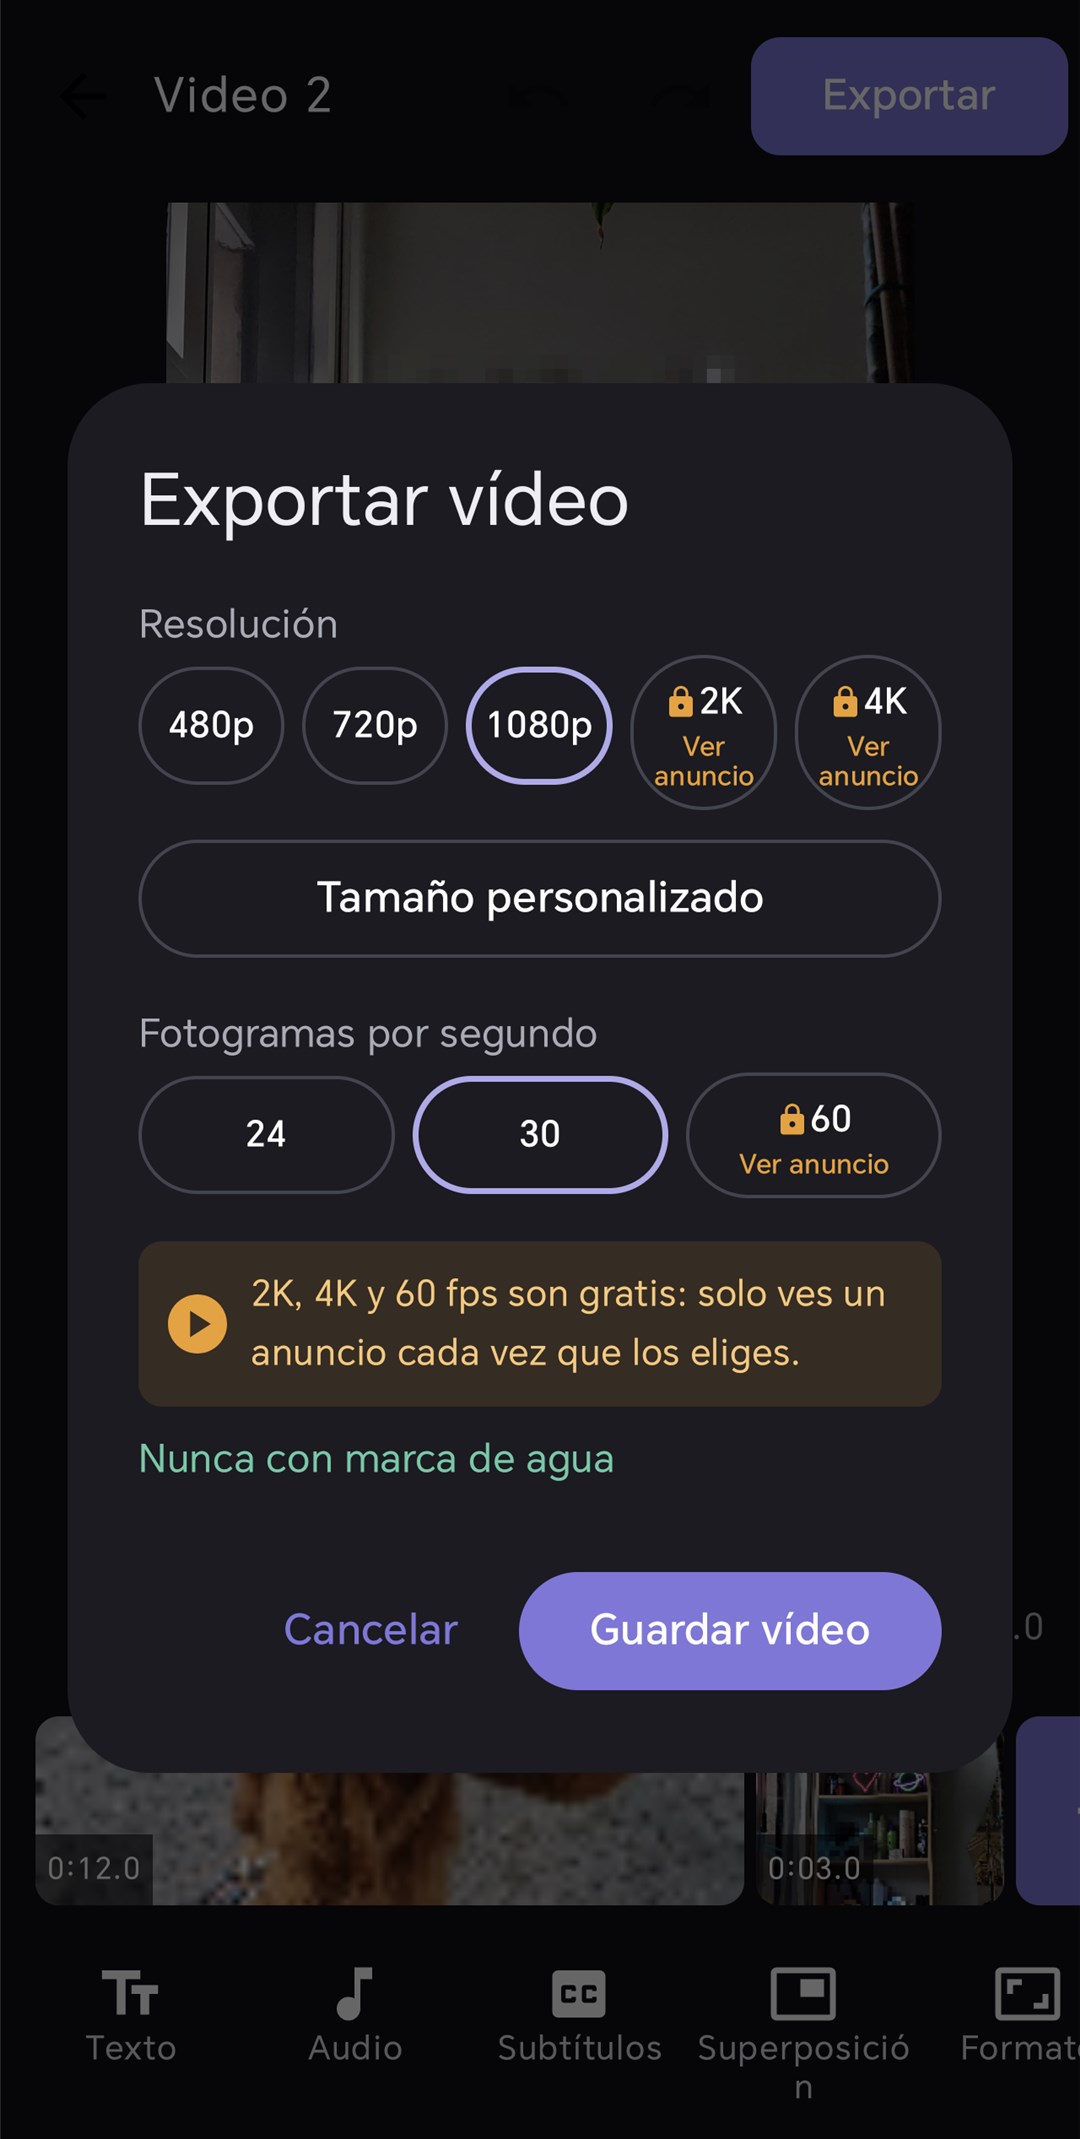 Video 2
Exportar
Exportar vídeo
Resolución
480p
720p
1080p
2K
Ver
anuncio
4K
Ver
anuncio
Tamaño personalizado
Fotogramas por segundo
24
30
60
Ver anuncio
2K, 4K y 60 fps son gratis: solo ves un
anuncio cada vez que los eliges.
Nunca con marca de agua
Cancelar
Guardar vídeo
.0
0:12.0
0:03.0
Texto
Audio
CC
Subtítulos
Superposició
n
Formato